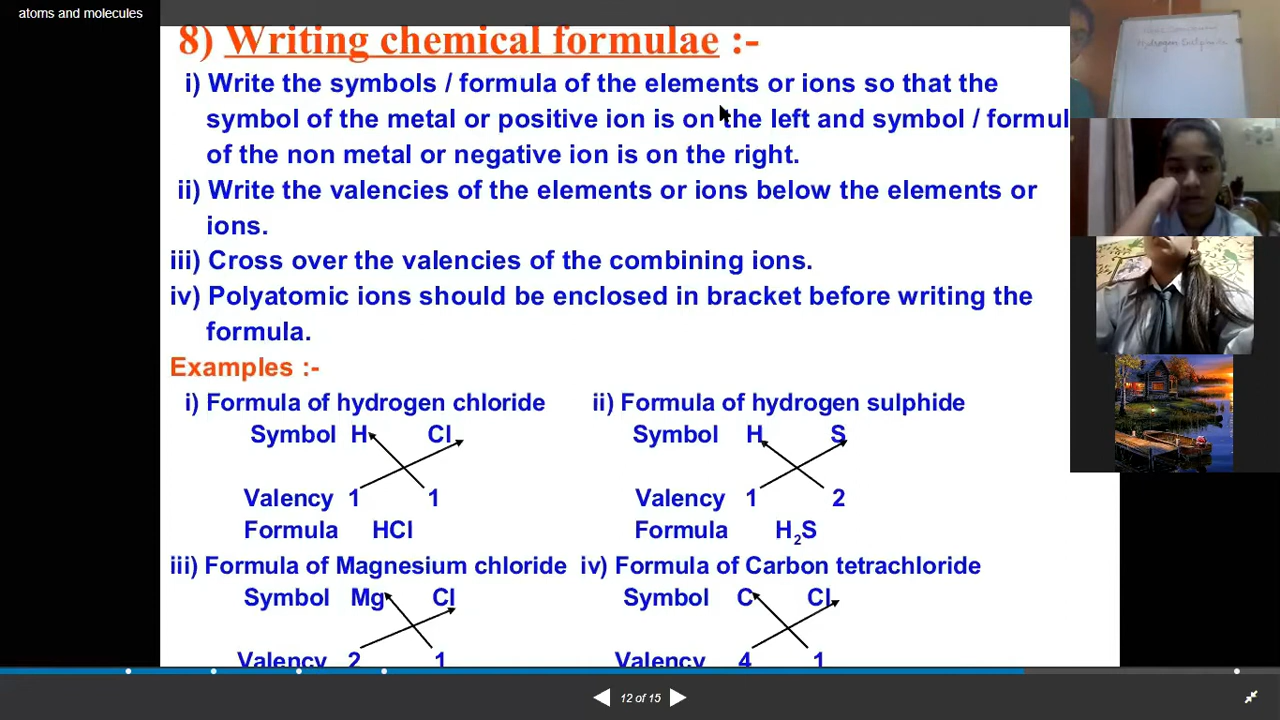 atoms and molecules
8) Writing chemical formulae :-
i) Write the symbols / formula of the elements or ions so that the
symbol of the metal or positive ion is on the left and symbol / formul
of the non metal or negative ion is on the right.
ii) Write the valencies of the elements or ions below the elements or
ions.
iii) Cross over the valencies of the combining ions.
iv) Polyatomic ions should be enclosed in bracket before writing the
formula.
Examples :-
i) Formula of hydrogen chloride ii) Formula of hydrogen sulphide
Symbol H Cl Symbol H S
Valency 1 1 Valency 1 2
Formula HCl Formula H₂S
iii) Formula of Magnesium chloride iv) Formula of Carbon tetrachloride
Symbol Mg Cl Symbol C Cl
Valency 2 1 Valency 4 1
12 of 15